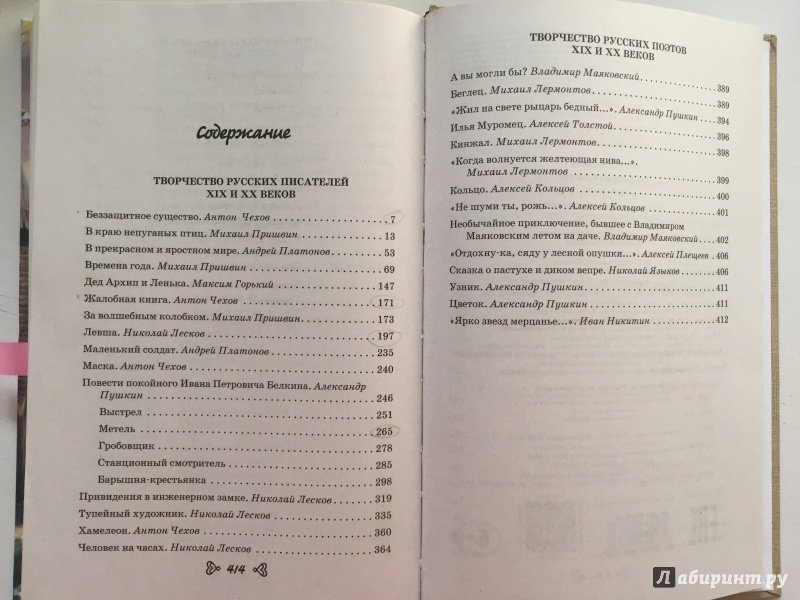 Содержание
ТВОРЧЕСТВО РУССКИХ ПИСАТЕЛЕЙ
XIX И XX ВЕКОВ
Беззащитное существо. Антон Чехов 7
В краю непуганых птиц. Михаил Пришвин 13
В прекрасном и яростном мире. Андрей Платонов 53
Времена года. Михаил Пришвин 69
Дед Архип и Ленька. Максим Горький 147
Жалобная книга. Антон Чехов 171
За волшебным колобком. Михаил Пришвин 173
Левша. Николай Лесков 197
Маленький солдат. Андрей Платонов 235
Маска. Антон Чехов 240
Повести покойного Ивана Петровича Белкина. Александр
Пушкин 246
Выстрел 251
Метель 265
Гробовщик 278
Станционный смотритель 285
Барышня-крестьянка 298
Привидения в инженерном замке. Николай Лесков 319
Тупейный художник. Николай Лесков 335
Хамелеон. Антон Чехов 360
Человек на часах. Николай Лесков 364
414
ТВОРЧЕСТВО РУССКИХ ПОЭТОВ
XIX И XX ВЕКОВ
А вы могли бы? Владимир Маяковский 389
Беглец. Михаил Лермонтов 389
«Жил на свете рыцарь бедный...». Александр Пушкин 394
Илья Муромец. Алексей Толстой 396
Кинжал. Михаил Лермонтов 398
«Когда волнуется желтеющая нива...».
Михаил Лермонтов 399
Кольцо. Алексей Кольцов 400
«Не шуми ты, рожь...». Алексей Кольцов 401
Необычайное приключение, бывшее с Владимиром
Маяковским летом на даче. Владимир Маяковский 402
«Отдохну-ка, сяду у лесной опушки...». Алексей Плещеев 406
Сказка о пастухе и диком вепре. Николай Языков 406
Узник. Александр Пушкин 411
Цветок. Александр Пушкин 411
«Ярко звезд мерцанье...». Иван Никитин 412
Лабиринт.ру